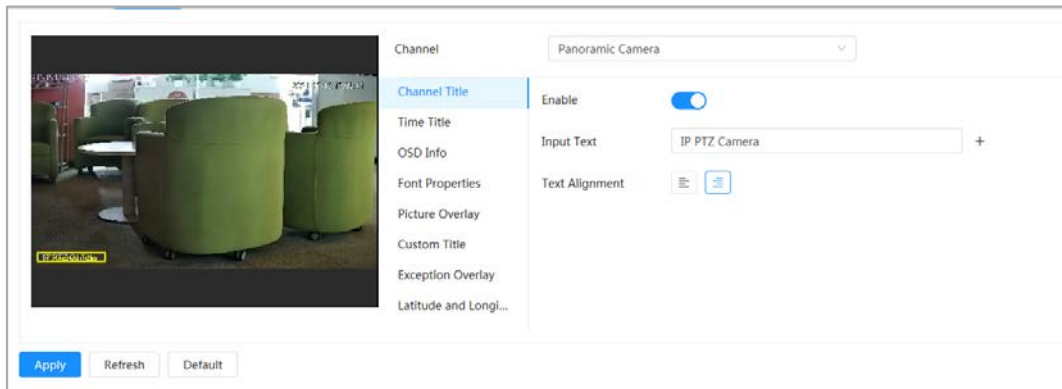 Channel
Panoramic Camera
Channel Title
Enable
Time Title
Input Text
IP PTZ Camera
+
OSD Info
Font Properties
Text Alignment
Picture Overlay
Custom Title
Exception Overlay
Latitude and Longi...
Apply
Refresh
Default